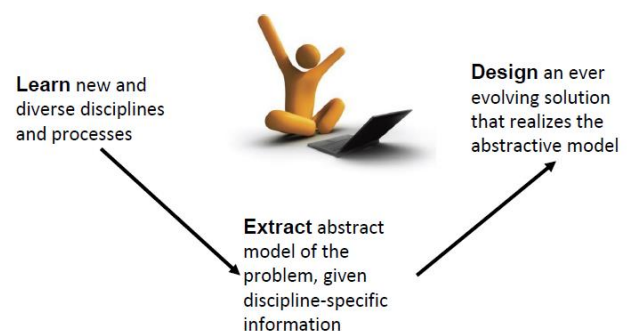 Learn new and
diverse disciplines
and processes
Extract abstract
model of the
problem, given
discipline-specific
information
Design an ever
evolving solution
that realizes the
abstractive model